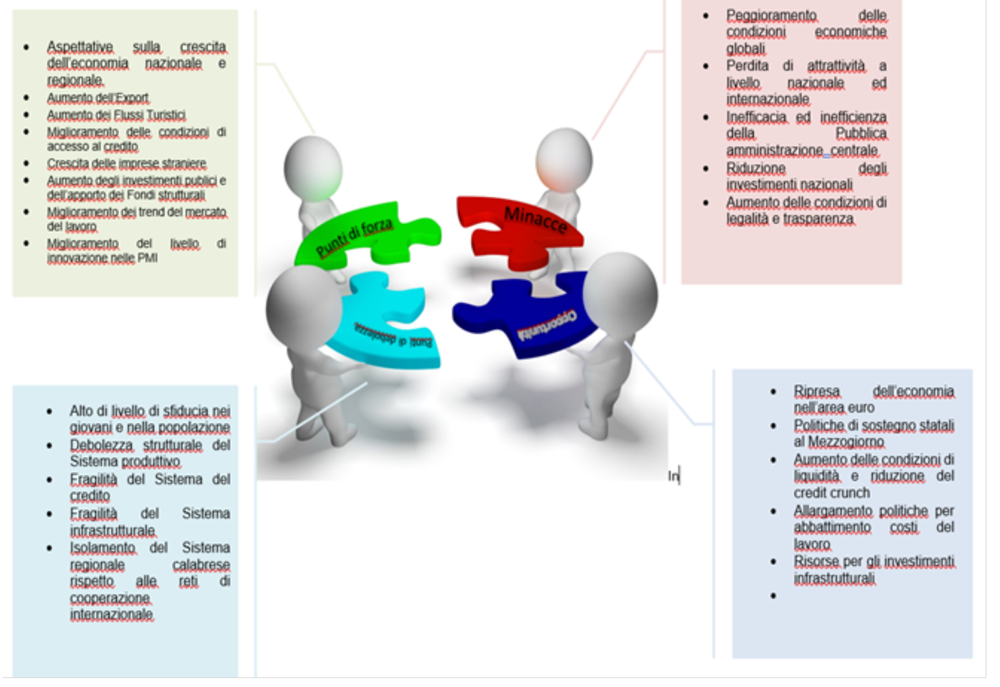 • Aspettative sulla crescita
dell'economia nazionale e
regionale.
• Aumento dell'Export
• Aumento dei Flussi Turistici
• Miglioramento delle condizioni di
accesso al credito
• Crescita delle imprese straniere
• Aumento degli investimenti publici e
dell'apporto dei Fondi strutturali
• Miglioramento dei trend del mercato
del lavoro
• Miglioramento del livello di
innovazione nelle PMI
• Peggioramento delle
condizioni economiche
globali
• Perdita di attrattività a
livello nazionale ed
internazionale
• Inefficacia ed inefficienza
della Pubblica
amministrazione centrale
• Riduzione degli
investimenti nazionali
• Aumento delle condizioni di
legalità e trasparenza
Punti di forza
Minacce
Punti di debolezza
Opportunità
• Alto di livello di sfiducia nei
giovani e nella popolazione
• Debolezza strutturale del
Sistema produttivo
• Fragilità del Sistema del
credito
• Fragilità del Sistema
infrastrutturale
• Isolamento del Sistema
regionale calabrese
rispetto alle reti di
cooperazione
internazionale
In
• Ripresa dell'economia
nell'area euro
• Politiche di sostegno statali
al Mezzogiorno
• Aumento delle condizioni di
liquidità e riduzione del
credit crunch
• Allargamento politiche per
abbattimento costi del
lavoro
• Risorse per gli investimenti
infrastrutturali
•